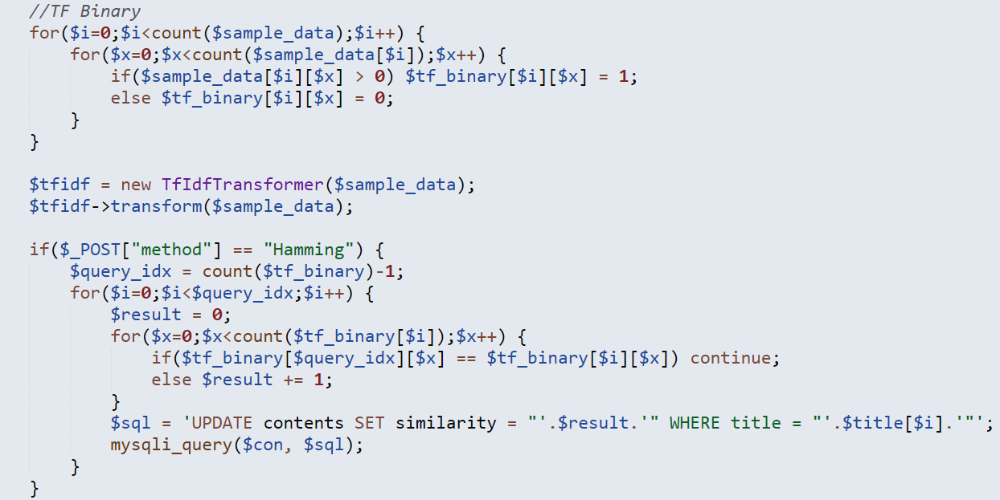 //TF Binary
for($i=0;$i<count($sample_data);$i++) {
for($x=0;$x<count($sample_data[$i]);$x++) {
if($sample_data[$i][$x] > 0) $tf_binary[$i][$x] = 1;
else $tf_binary[$i][$x] = 0;
}
}
$tfidf = new TfIdfTransformer($sample_data);
$tfidf->transform($sample_data);
if($_POST["method"] == "Hamming") {
$query_idx = count($tf_binary)-1;
for($i=0;$i<$query_idx;$i++) {
$result = 0;
for($x=0;$x<count($tf_binary[$i]);$x++) {
if($tf_binary[$query_idx][$x] == $tf_binary[$i][$x]) continue;
else $result += 1;
}
$sql = 'UPDATE contents SET similarity = "'.$result.'" WHERE title = "'.$title[$i].'"';
mysqli_query($con, $sql);
}
}